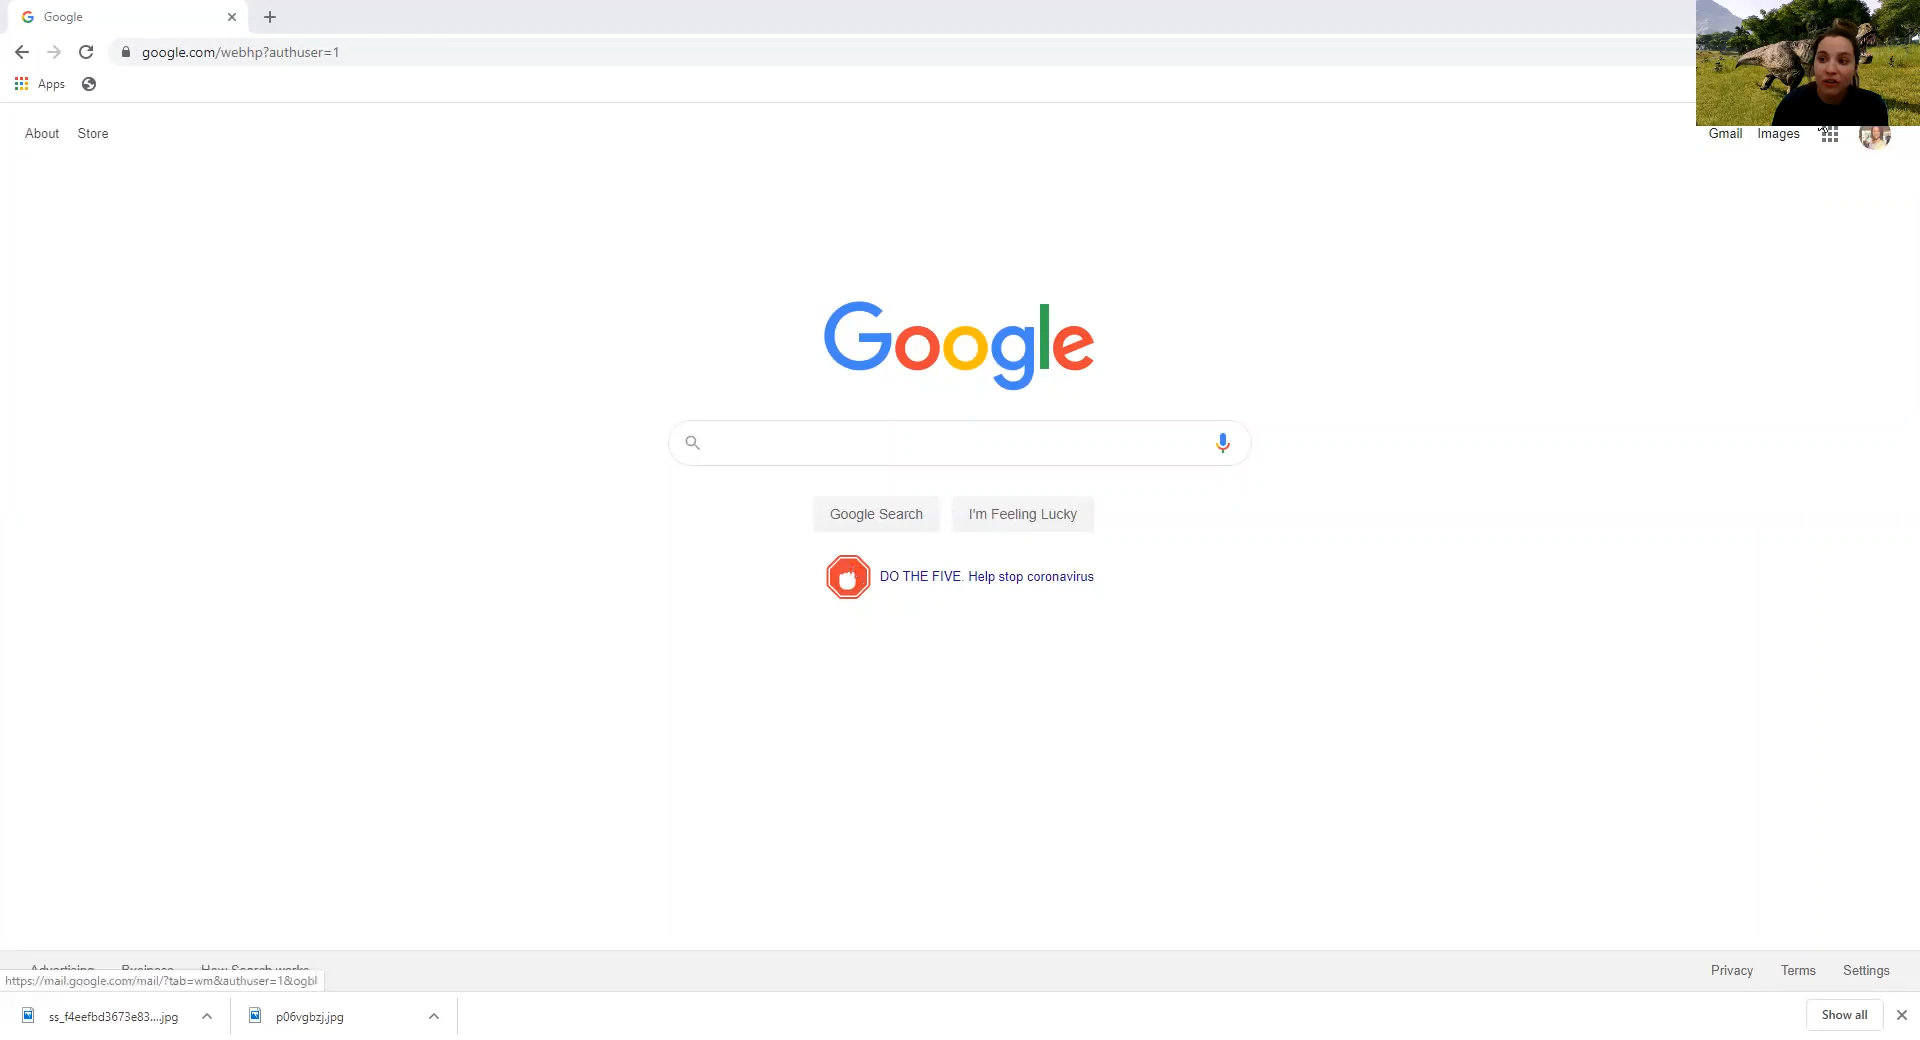 Google
google.com/webhp?authuser=1
Apps
About Store
Gmail Images
Google
Google Search I'm Feeling Lucky
DO THE FIVE. Help stop coronavirus
Advertising Business How Search works
Privacy Terms Settings
https://mail.google.com/mail/?tab=wm&authuser=1&ogbl
ss_f4eefbd3673e83....jpg p06vgbzj.jpg Show all